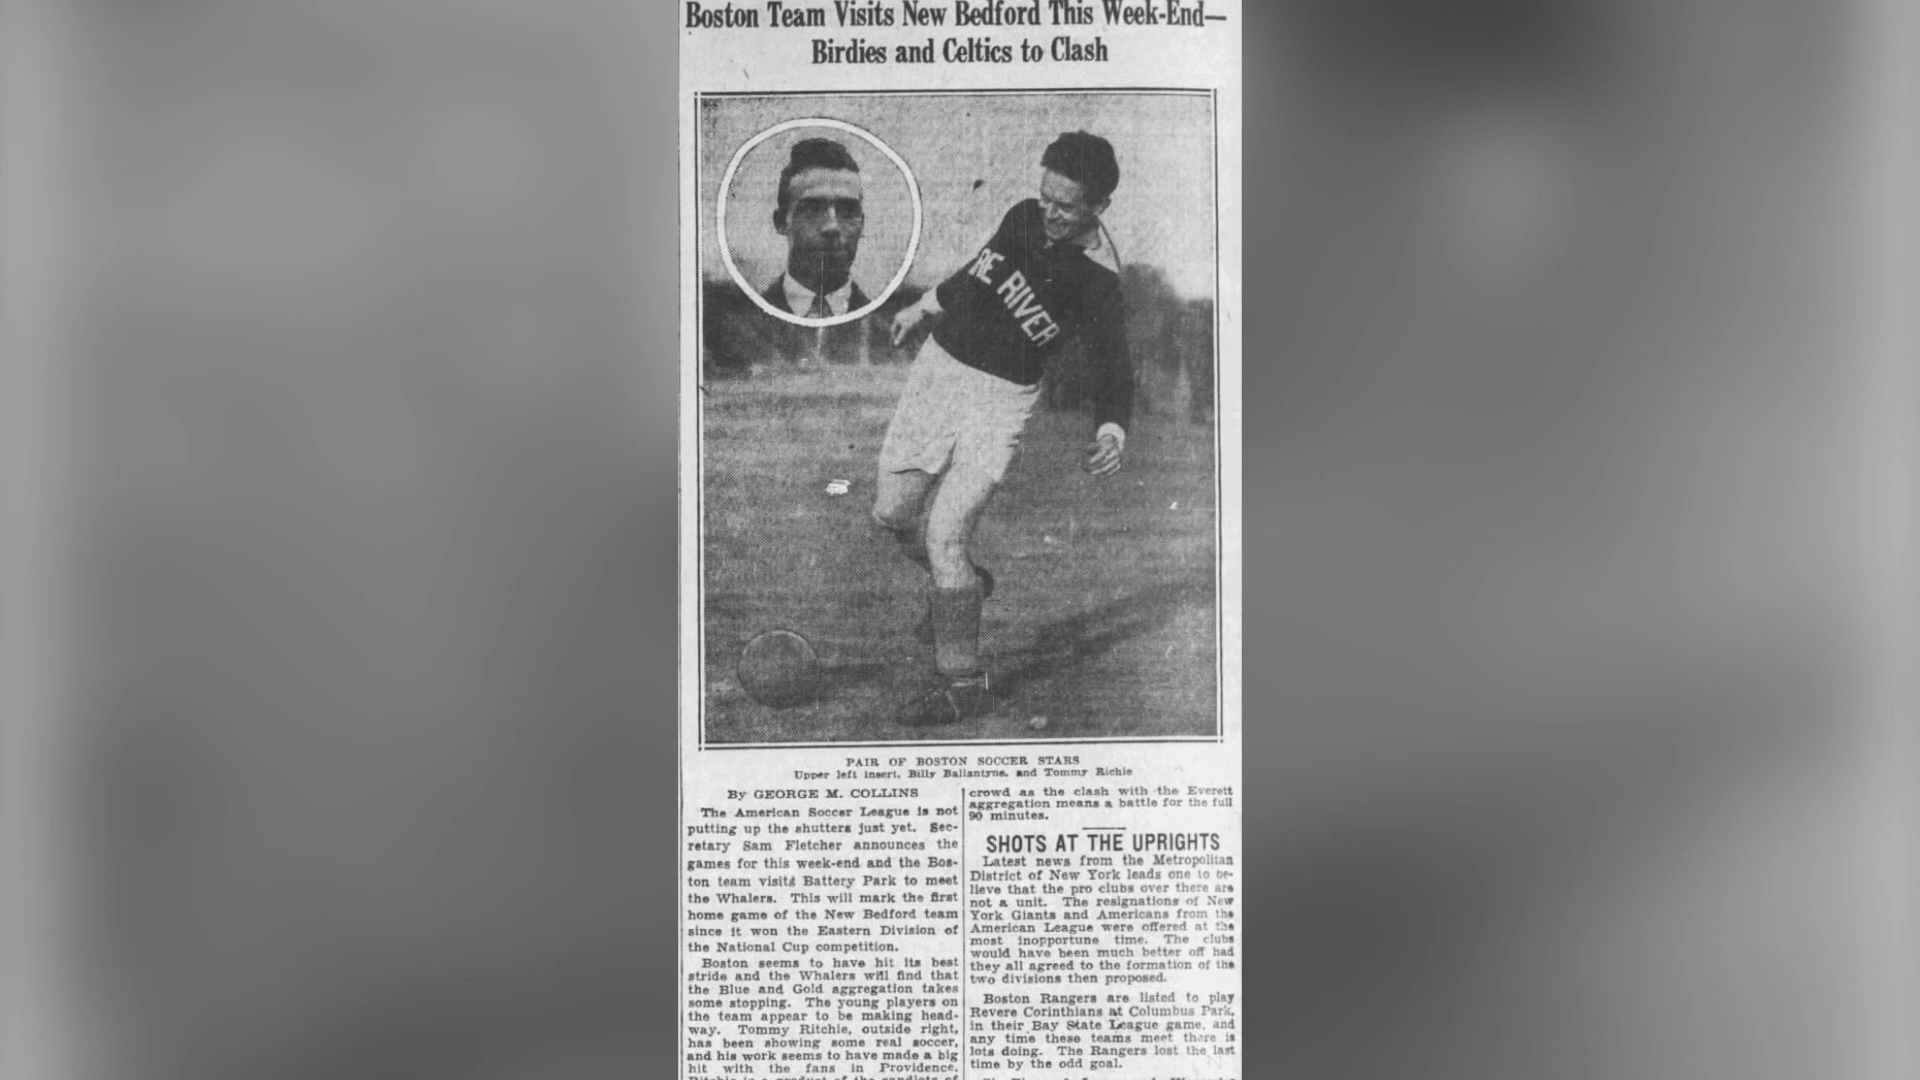 Boston Team Visits New Bedford This Week-End—
Birdies and Celtics to Clash
RE RIVER
PAIR OF BOSTON SOCCER STARS
Upper left insert, Billy Ballantyne, and Tommy Richie
By GEORGE M. COLLINS
The American Soccer League is not
putting up the shutters just yet. Sec-
retary Sam Fletcher announces the
games for this week-end and the Bos-
ton team visits Battery Park to meet
the Whalers. This will mark the first
home game of the New Bedford team
since it won the Eastern Division of
the National Cup competition.
Boston seems to have hit its best
stride and the Whalers will find that
the Blue and Gold aggregation takes
some stopping. The young players on
the team appear to be making head-
way. Tommy Ritchie, outside right,
has been showing some real soccer,
and his work seems to have made a big
hit with the fans in Providence.
Ritchie is a product of the sandlots of
crowd as the clash with the Everett
aggregation means a battle for the full
90 minutes.
SHOTS AT THE UPRIGHTS
Latest news from the Metropolitan
District of New York leads one to be-
lieve that the pro clubs over there are
not a unit. The resignations of New
York Giants and Americans from the
American League were offered at the
most inopportune time. The clubs
would have been much better off had
they all agreed to the formation of the
two divisions then proposed.
Boston Rangers are listed to play
Revere Corinthians at Columbus Park,
in their Bay State League game, and
any time these teams meet there is
lots doing. The Rangers lost the last
time by the odd goal.